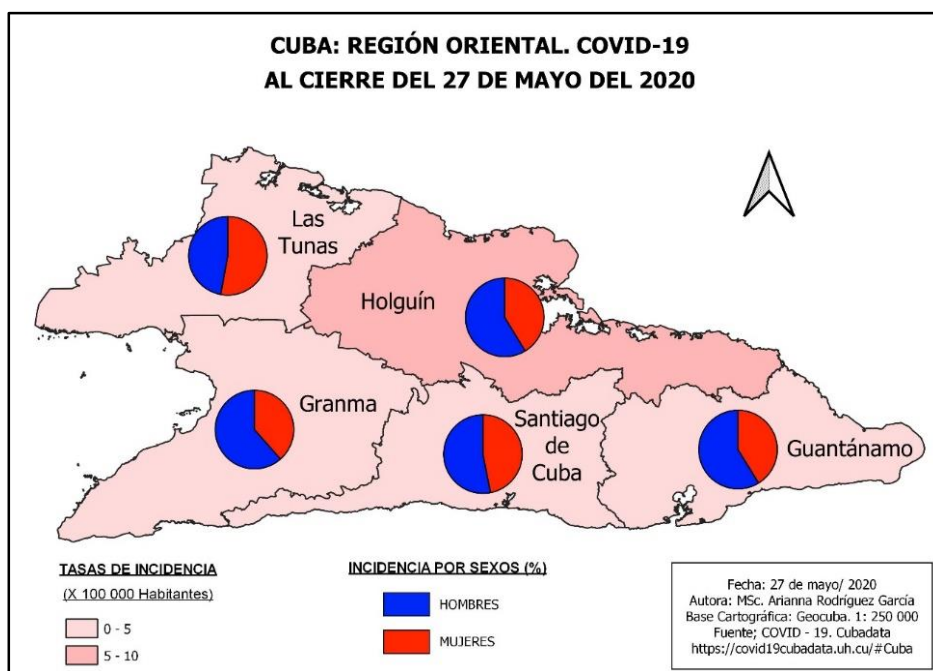 CUBA: REGIÓN ORIENTAL. COVID-19
AL CIERRE DEL 27 DE MAYO DEL 2020
Las
Tunas
Holguín
Granma
Santiago
de
Cuba
Guantánamo
TASAS DE INCIDENCIA
(X 100 000 Habitantes)
0 - 5
5 - 10
INCIDENCIA POR SEXOS (%)
HOMBRES
MUJERES
Fecha: 27 de mayo/ 2020
Autora: MSc. Arianna Rodríguez García
Base Cartográfica: Geocuba. 1: 250 000
Fuente; COVID - 19. Cubadata
https://covid19cubadata.uh.cu/#Cuba